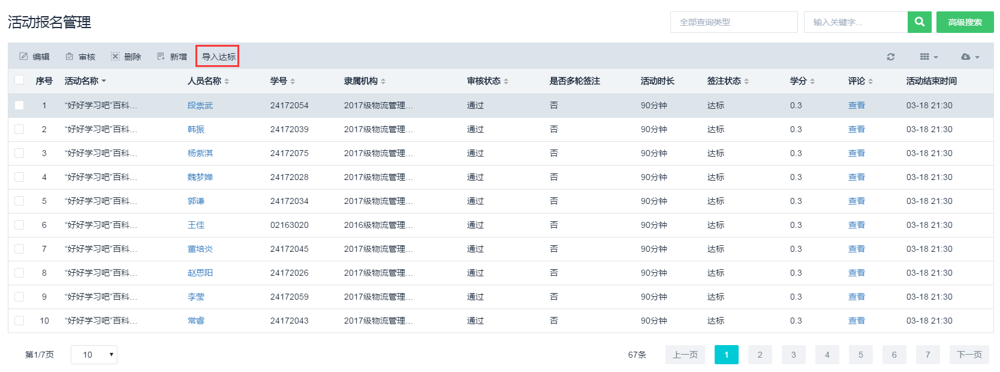 活动报名管理
全部查询类型
输入关键字...
高级搜索
编辑 审核 删除 新增 导入达标
序号 活动名称 人员名称 学号 隶属机构 审核状态 是否多轮签注 活动时长 签注状态 学分 评论 活动结束时间
1 “好好学习吧”百科... 段崇武 24172054 2017级物流管理... 通过 否 90分钟 达标 0.3 查看 03-18 21:30
2 “好好学习吧”百科... 韩振 24172039 2017级物流管理... 通过 否 90分钟 达标 0.3 查看 03-18 21:30
3 “好好学习吧”百科... 杨紫淇 24172075 2017级物流管理... 通过 否 90分钟 达标 0.3 查看 03-18 21:30
4 “好好学习吧”百科... 魏梦婵 24172028 2017级物流管理... 通过 否 90分钟 达标 0.3 查看 03-18 21:30
5 “好好学习吧”百科... 郭谦 24172034 2017级物流管理... 通过 否 90分钟 达标 0.3 查看 03-18 21:30
6 “好好学习吧”百科... 王佳 02163020 2016级物流管理... 通过 否 90分钟 达标 0.3 查看 03-18 21:30
7 “好好学习吧”百科... 董培炎 24172045 2017级物流管理... 通过 否 90分钟 达标 0.3 查看 03-18 21:30
8 “好好学习吧”百科... 赵思阳 24172026 2017级物流管理... 通过 否 90分钟 达标 0.3 查看 03-18 21:30
9 “好好学习吧”百科... 李莹 24172059 2017级物流管理... 通过 否 90分钟 达标 0.3 查看 03-18 21:30
10 “好好学习吧”百科... 常睿 24172043 2017级物流管理... 通过 否 90分钟 达标 0.3 查看 03-18 21:30
第1/7页 10 67条 上一页 1 2 3 4 5 6 7 下一页